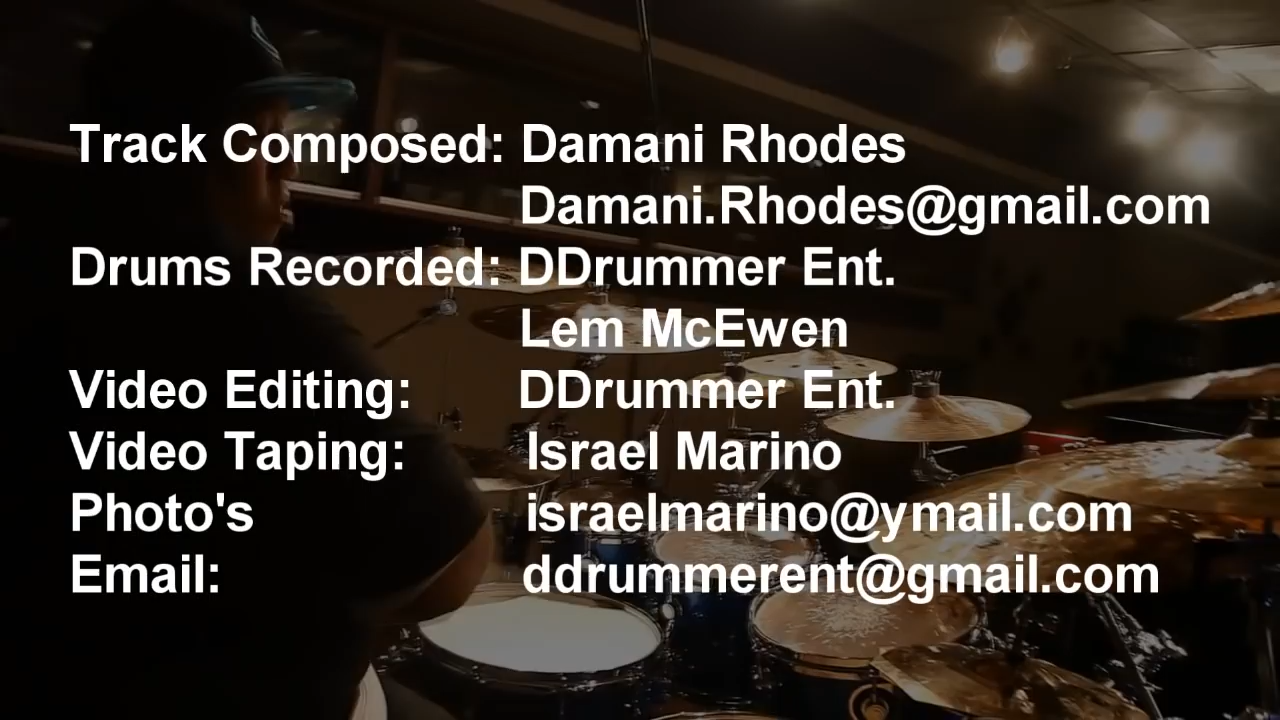 Track Composed: Damani Rhodes
Damani.Rhodes@gmail.com
Drums Recorded: DDrummer Ent.
Lem McEwen
Video Editing: DDrummer Ent.
Video Taping: Israel Marino
Photo's israelmarino@ymail.com
Email: ddrummerent@gmail.com